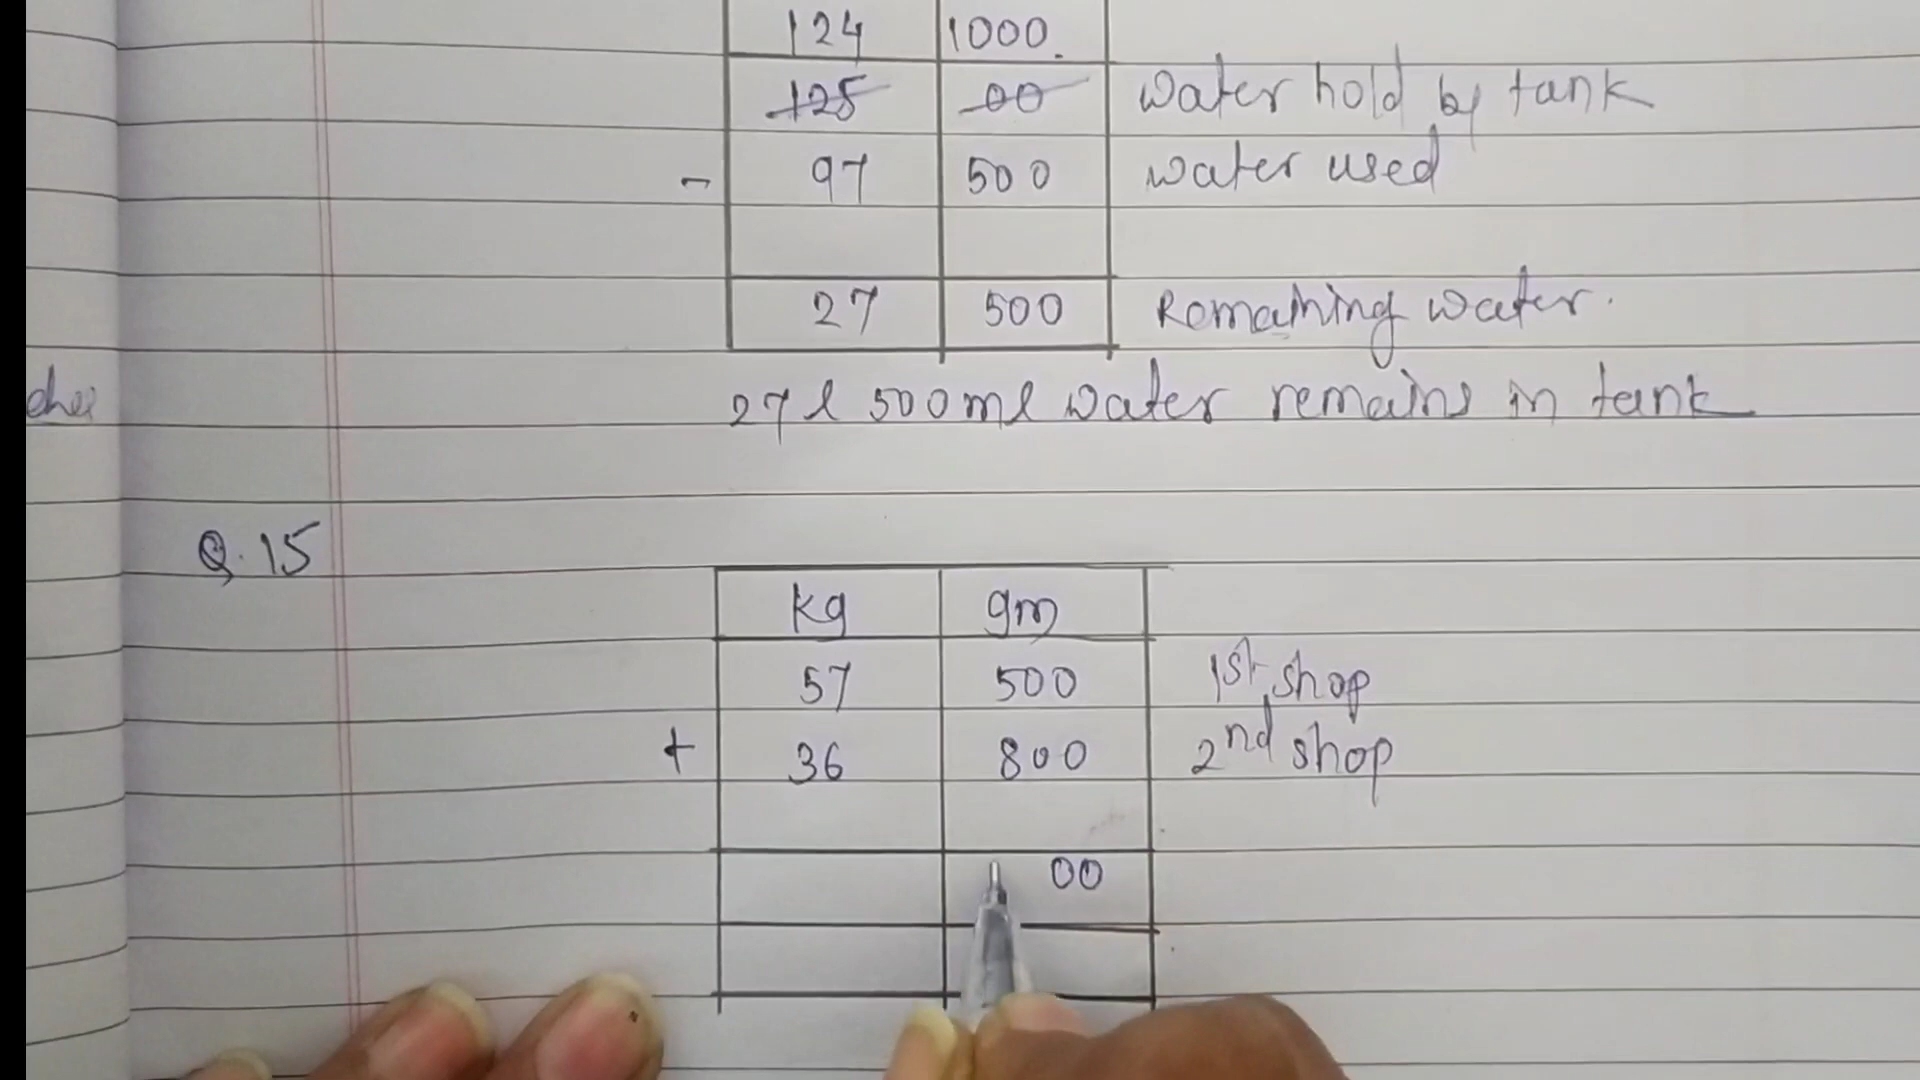 124 1000.
125 00 water hold by tank
- 97 500 water used
27 500 Remaining water.
27 l 500 ml water remains in tank
Q. 15
kg gm
57 500 1st shop
+ 36 800 2nd shop
00